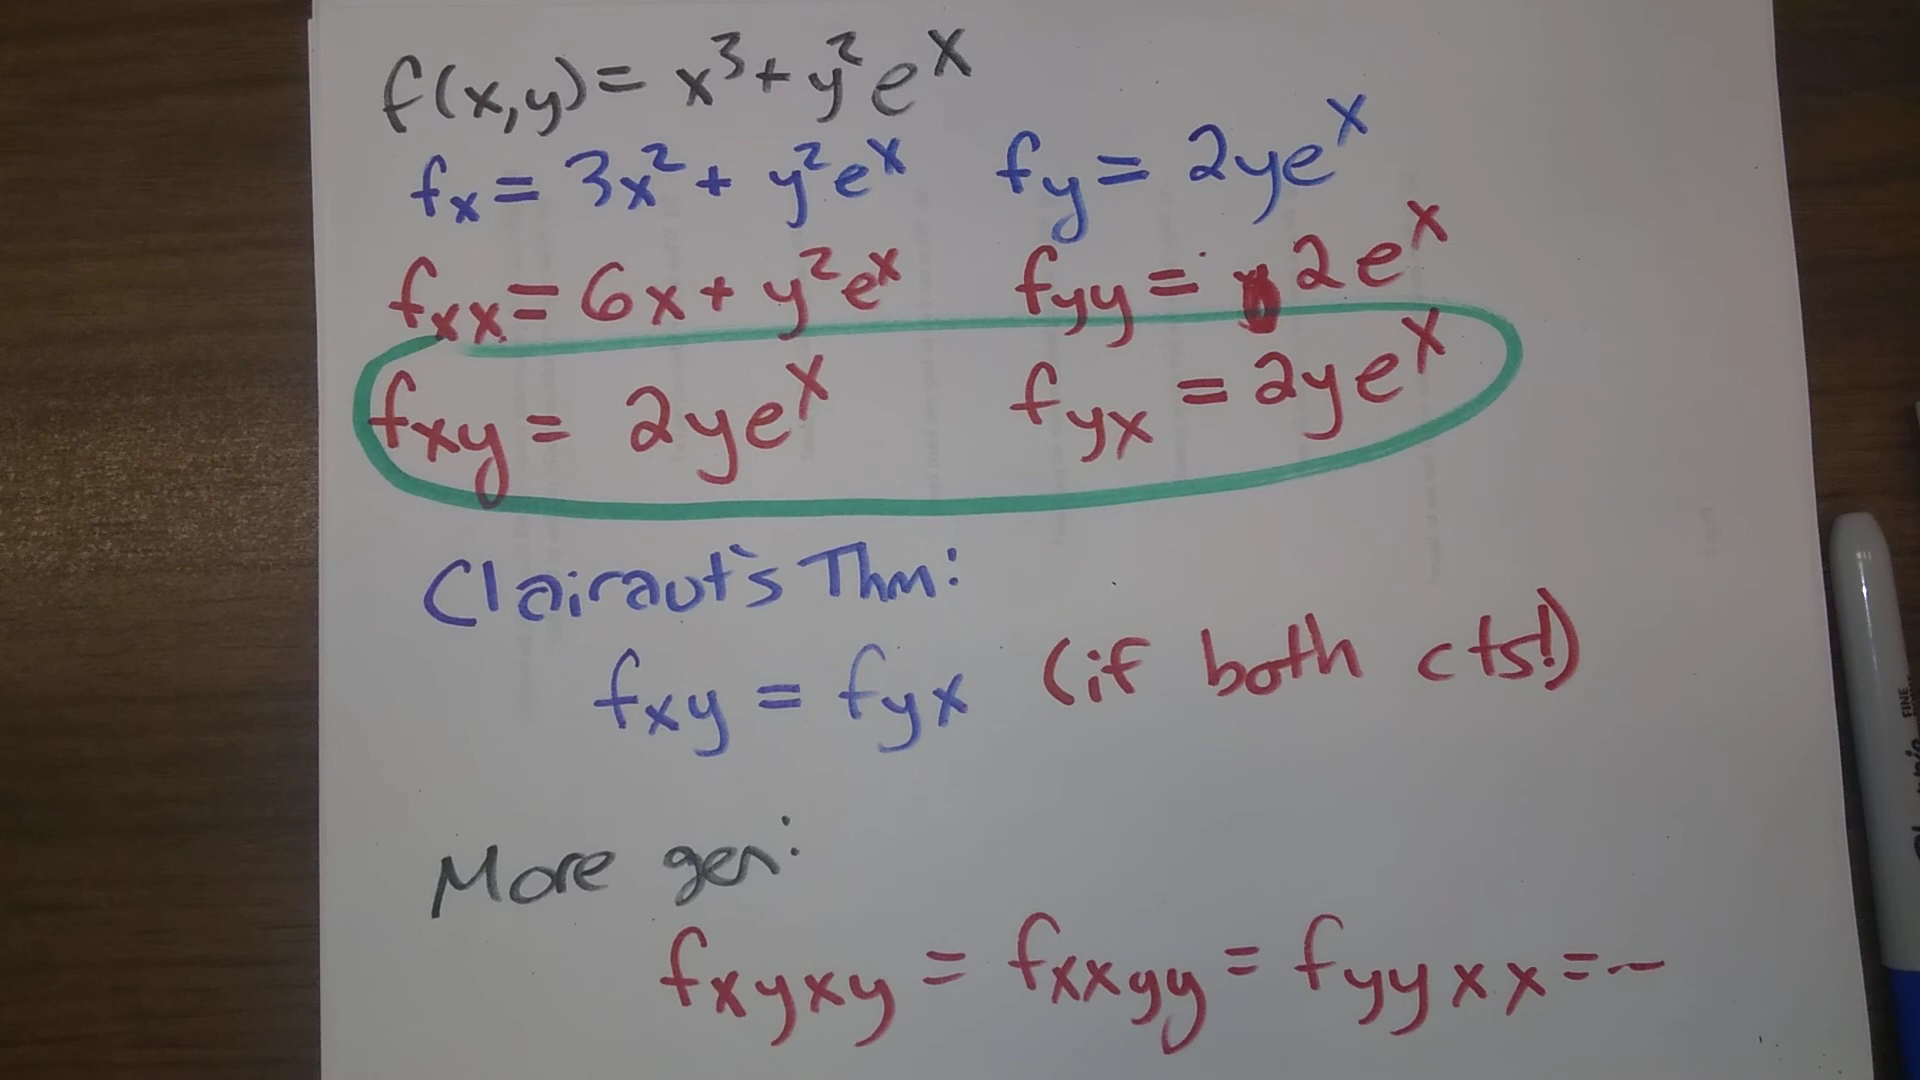 f(x,y) = x³ + y²eˣ
fx = 3x² + y²eˣ    fy = 2yeˣ
fxx = 6x + y²eˣ    fyy = 2eˣ
fxy = 2yeˣ    fyx = 2yeˣ
Clairaut's Thm:
fxy = fyx (if both cts!)
More gen:
fxyxy = fxxyy = fyyxx = ---
FINE